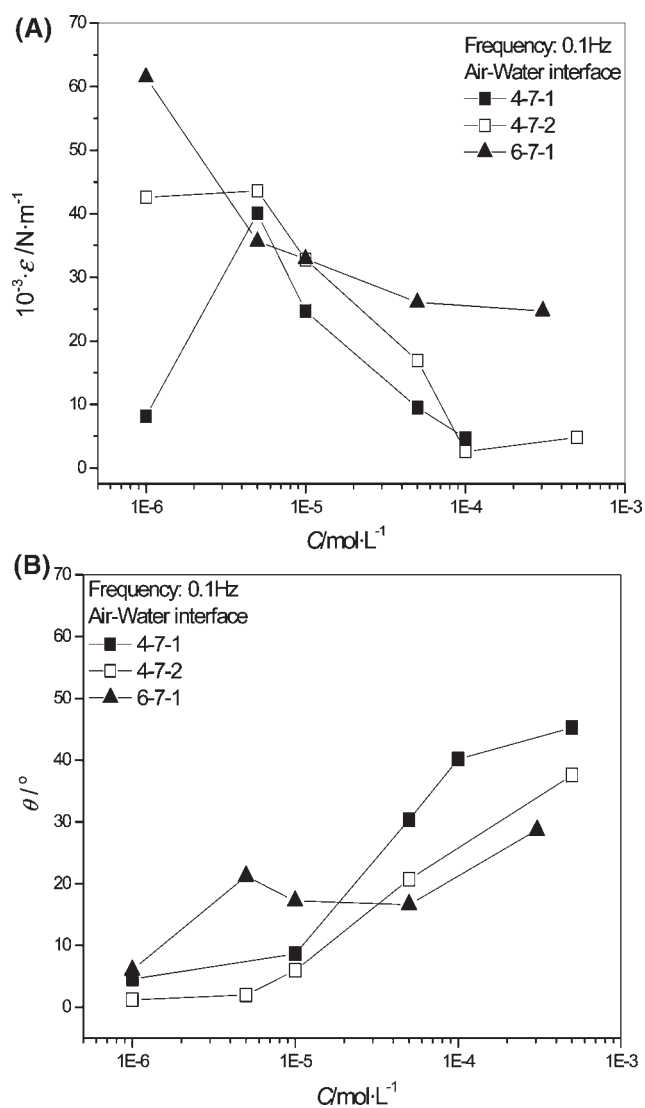 (A)
70
60
50
40
30
20
10
0
10⁻³·ε /N·m⁻¹
Frequency: 0.1Hz
Air-Water interface
4-7-1
4-7-2
6-7-1
1E-6 1E-5 1E-4 1E-3
C/mol·L⁻¹
(B)
70
60
50
40
30
20
10
0
θ / °
Frequency: 0.1Hz
Air-Water interface
4-7-1
4-7-2
6-7-1
1E-6 1E-5 1E-4 1E-3
C/mol·L⁻¹